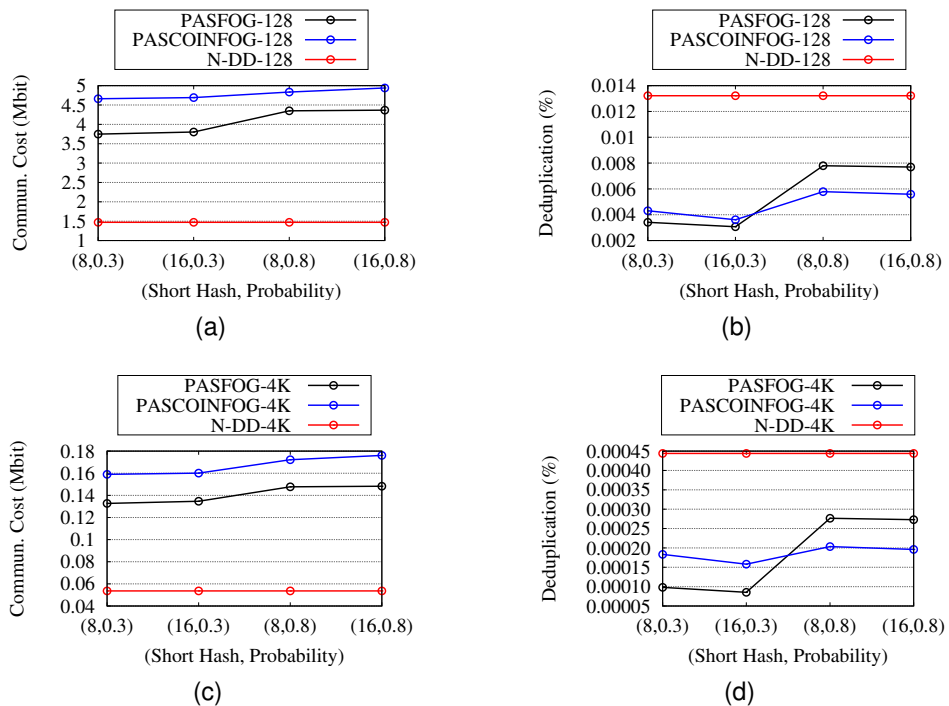 PASFOG-128
PASCOINFOG-128
N-DD-128
Commun. Cost (Mbit)
5
4.5
4
3.5
3
2.5
2
1.5
1
(8,0.3) (16,0.3) (8,0.8) (16,0.8)
(Short Hash, Probability)
(a)
PASFOG-128
PASCOINFOG-128
N-DD-128
Deduplication (%)
0.014
0.012
0.01
0.008
0.006
0.004
0.002
(8,0.3) (16,0.3) (8,0.8) (16,0.8)
(Short Hash, Probability)
(b)
PASFOG-4K
PASCOINFOG-4K
N-DD-4K
Commun. Cost (Mbit)
0.18
0.16
0.14
0.12
0.1
0.08
0.06
0.04
(8,0.3) (16,0.3) (8,0.8) (16,0.8)
(Short Hash, Probability)
(c)
PASFOG-4K
PASCOINFOG-4K
N-DD-4K
Deduplication (%)
0.00045
0.00040
0.00035
0.00030
0.00025
0.00020
0.00015
0.00010
0.00005
(8,0.3) (16,0.3) (8,0.8) (16,0.8)
(Short Hash, Probability)
(d)